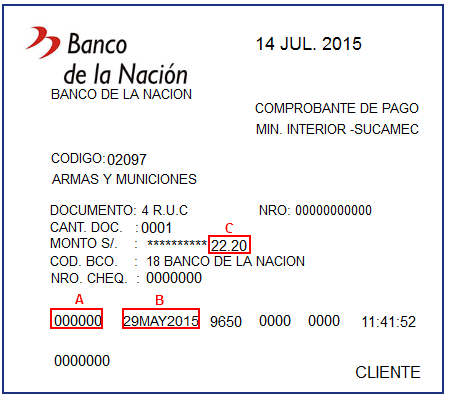 Banco
de la Nación
14 JUL. 2015
BANCO DE LA NACION
COMPROBANTE DE PAGO
MIN. INTERIOR -SUCAMEC
CODIGO: 02097
ARMAS Y MUNICIONES
DOCUMENTO: 4 R.U.C NRO: 00000000000
CANT. DOC. : 0001 C
MONTO S/. : ********** 22.20
COD. BCO. : 18 BANCO DE LA NACION
NRO. CHEQ. : 0000000
A B
000000 29MAY2015 9650 0000 0000 11:41:52
0000000
CLIENTE